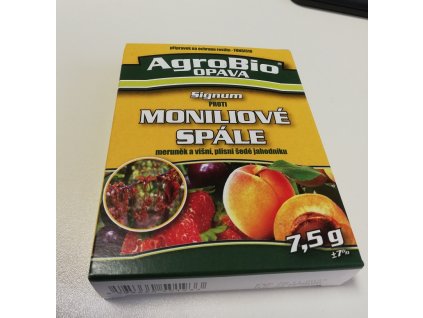 přípravek na ochranu rostlin - FUNGICID
AgroBio
OPAVA
Signum
PROTI
MONILIOVÉ
SPÁLE
meruněk a višní, plísni šedé jahodníku
7,5 g
±7%